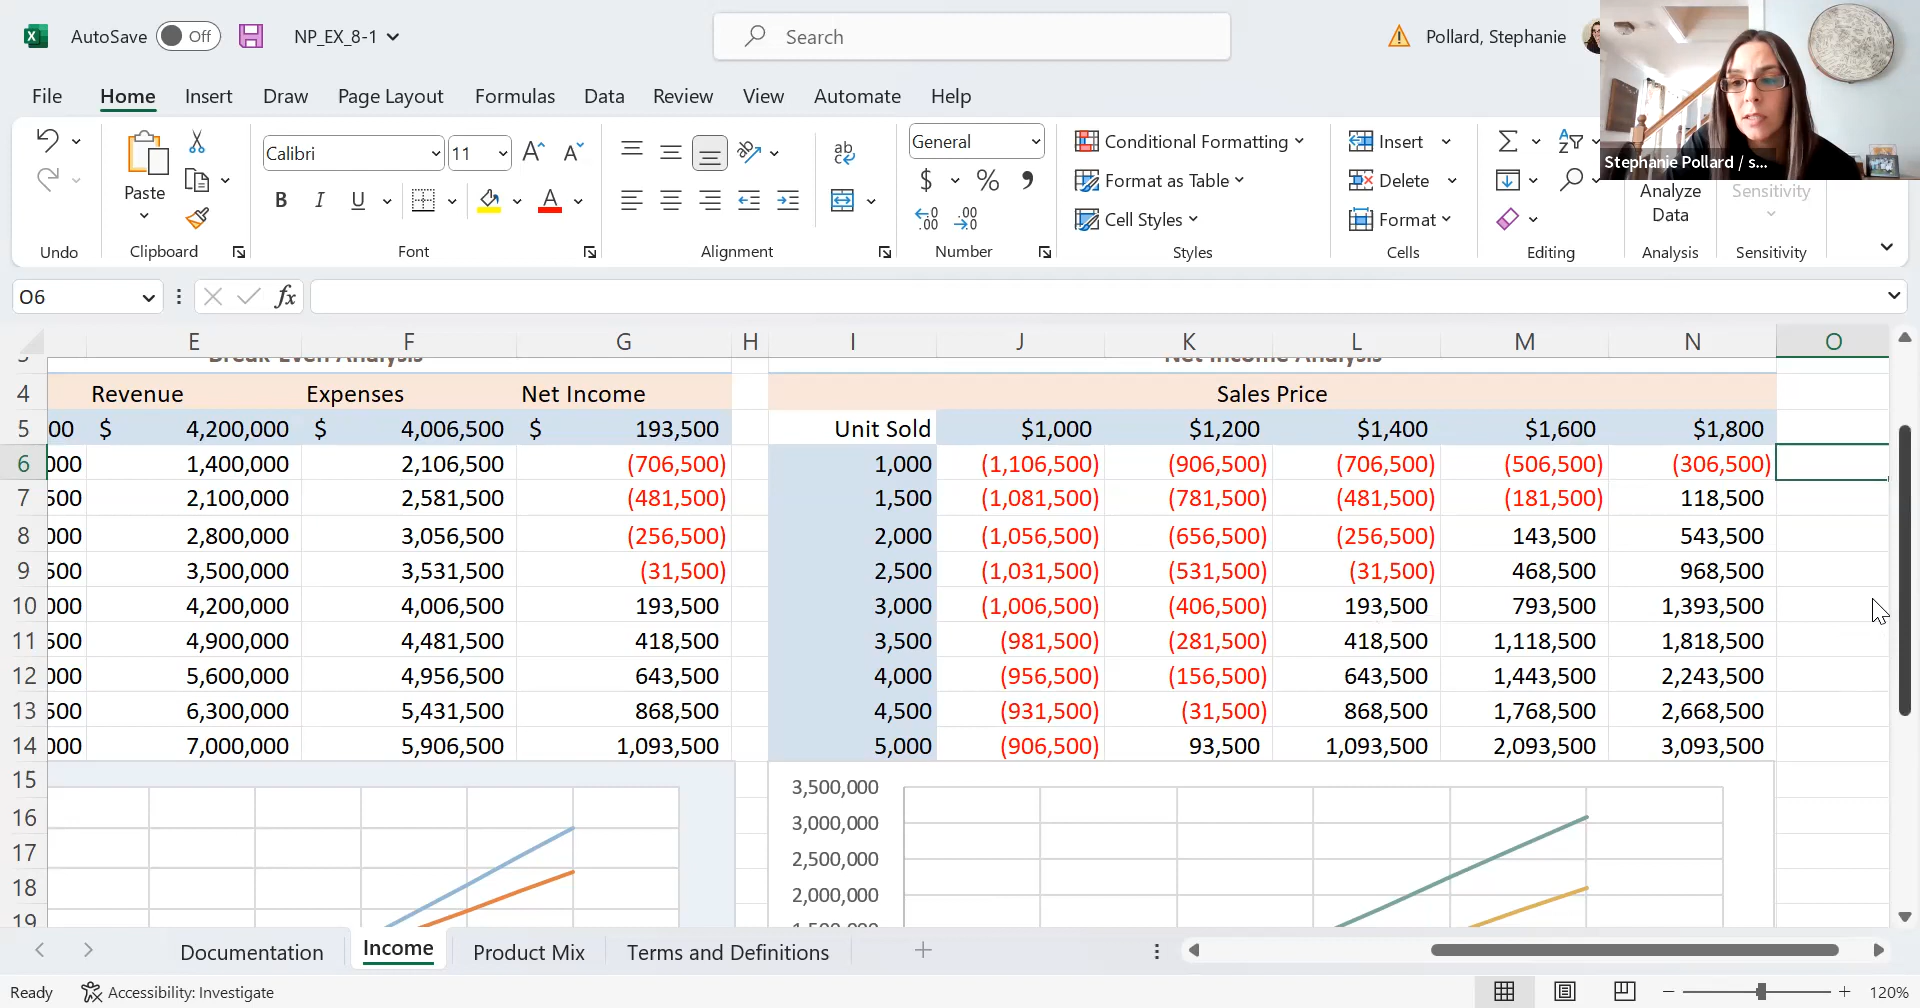 AutoSave Off NP_EX_8-1 Search Pollard, Stephanie
File Home Insert Draw Page Layout Formulas Data Review View Automate Help
Stephanie Pollard / s...
Calibri 11 General Conditional Formatting Insert
Paste B I U $ % Format as Table Delete Analyze Data Sensitivity
Cell Styles Format
Undo Clipboard Font Alignment Number Styles Cells Editing Analysis Sensitivity
O6 fx
E F G H I J K L M N O
Break-Even Analysis Net Income Analysis
4 Revenue Expenses Net Income Sales Price
5 00 $ 4,200,000 $ 4,006,500 $ 193,500 Unit Sold $1,000 $1,200 $1,400 $1,600 $1,800
6 000 1,400,000 2,106,500 (706,500) 1,000 (1,106,500) (906,500) (706,500) (506,500) (306,500)
7 500 2,100,000 2,581,500 (481,500) 1,500 (1,081,500) (781,500) (481,500) (181,500) 118,500
8 000 2,800,000 3,056,500 (256,500) 2,000 (1,056,500) (656,500) (256,500) 143,500 543,500
9 500 3,500,000 3,531,500 (31,500) 2,500 (1,031,500) (531,500) (31,500) 468,500 968,500
10 000 4,200,000 4,006,500 193,500 3,000 (1,006,500) (406,500) 193,500 793,500 1,393,500
11 500 4,900,000 4,481,500 418,500 3,500 (981,500) (281,500) 418,500 1,118,500 1,818,500
12 000 5,600,000 4,956,500 643,500 4,000 (956,500) (156,500) 643,500 1,443,500 2,243,500
13 500 6,300,000 5,431,500 868,500 4,500 (931,500) (31,500) 868,500 1,768,500 2,668,500
14 000 7,000,000 5,906,500 1,093,500 5,000 (906,500) 93,500 1,093,500 2,093,500 3,093,500
15 3,500,000
16 3,000,000
17 2,500,000
18 2,000,000
19 1,500,000
Documentation Income Product Mix Terms and Definitions
Ready Accessibility: Investigate 120%